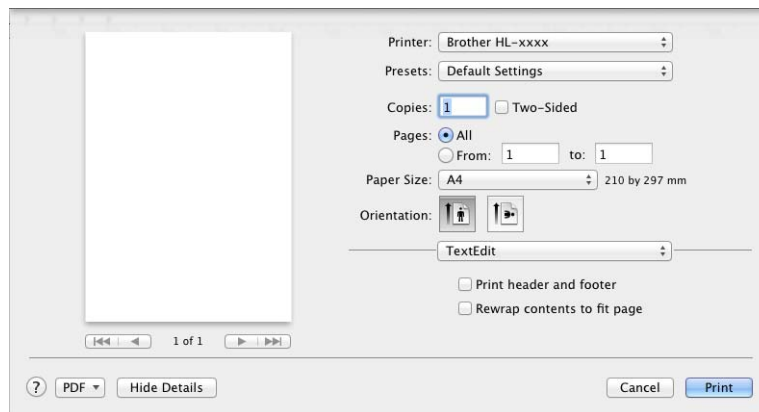 Printer: Brother HL-xxxx
Presets: Default Settings
Copies: 1 Two-Sided
Pages: All
From: 1 to: 1
Paper Size: A4 210 by 297 mm
Orientation:
TextEdit
Print header and footer
Rewrap contents to fit page
1 of 1
? PDF Hide Details Cancel Print